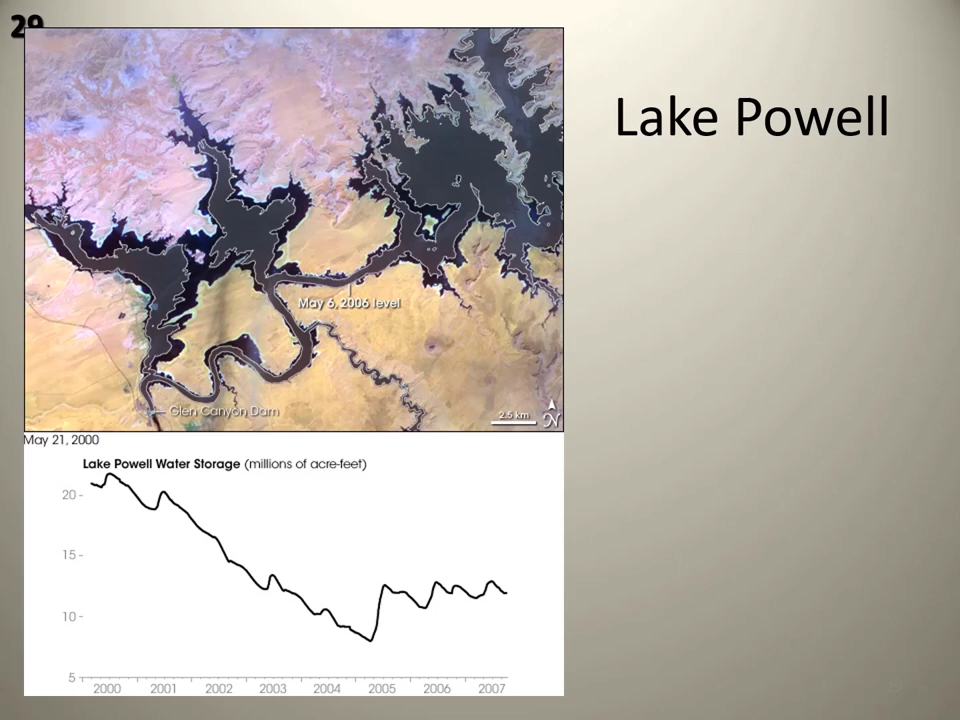 29
Lake Powell
May 6, 2006 level
Glen Canyon Dam
2.5 km
N
May 21, 2000
Lake Powell Water Storage (millions of acre-feet)
20
15
10
5
2000 2001 2002 2003 2004 2005 2006 2007